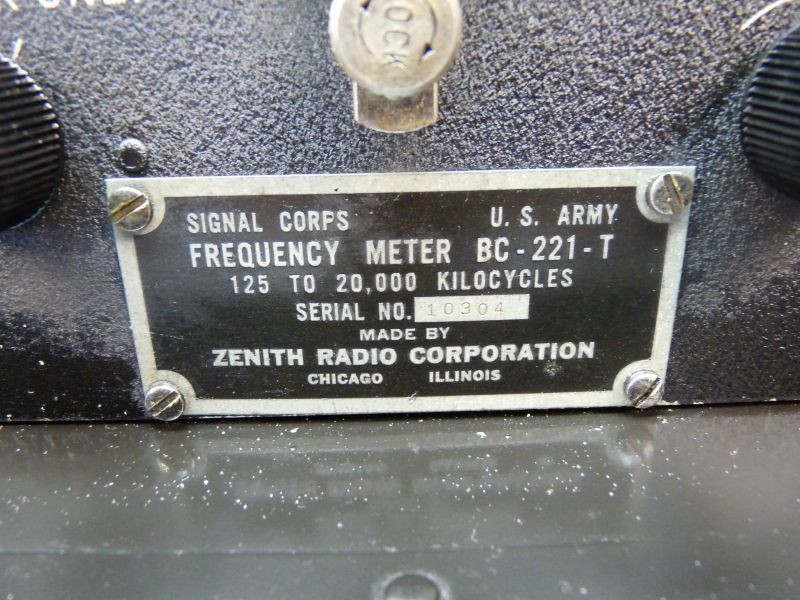 LOCK
SIGNAL CORPS U. S. ARMY
FREQUENCY METER BC-221-T
125 TO 20,000 KILOCYCLES
SERIAL NO. 10304
MADE BY
ZENITH RADIO CORPORATION
CHICAGO ILLINOIS